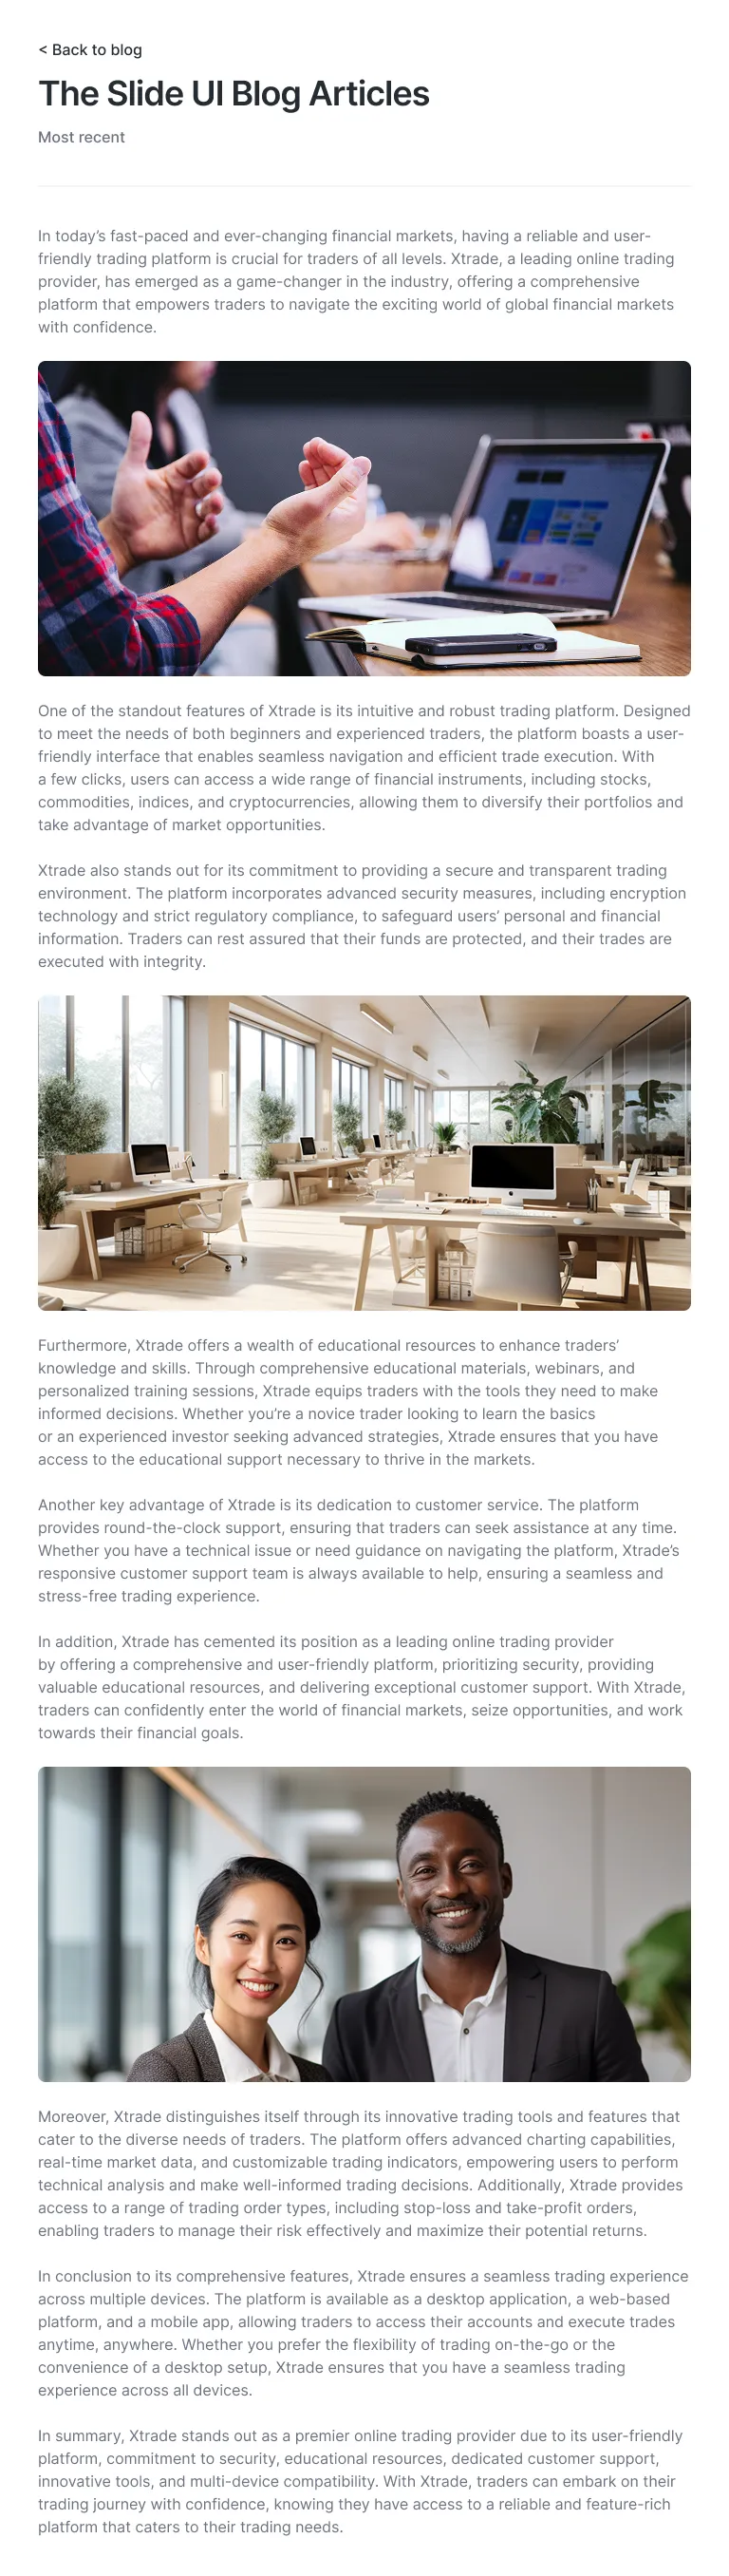 < Back to blog
The Slide UI Blog Articles
Most recent
In today’s fast-paced and ever-changing financial markets, having a reliable and user-
friendly trading platform is crucial for traders of all levels. Xtrade, a leading online trading
provider, has emerged as a game-changer in the industry, offering a comprehensive
platform that empowers traders to navigate the exciting world of global financial markets
with confidence.
One of the standout features of Xtrade is its intuitive and robust trading platform. Designed
to meet the needs of both beginners and experienced traders, the platform boasts a user-
friendly interface that enables seamless navigation and efficient trade execution. With
a few clicks, users can access a wide range of financial instruments, including stocks,
commodities, indices, and cryptocurrencies, allowing them to diversify their portfolios and
take advantage of market opportunities.
Xtrade also stands out for its commitment to providing a secure and transparent trading
environment. The platform incorporates advanced security measures, including encryption
technology and strict regulatory compliance, to safeguard users’ personal and financial
information. Traders can rest assured that their funds are protected, and their trades are
executed with integrity.
Furthermore, Xtrade offers a wealth of educational resources to enhance traders’
knowledge and skills. Through comprehensive educational materials, webinars, and
personalized training sessions, Xtrade equips traders with the tools they need to make
informed decisions. Whether you’re a novice trader looking to learn the basics
or an experienced investor seeking advanced strategies, Xtrade ensures that you have
access to the educational support necessary to thrive in the markets.
Another key advantage of Xtrade is its dedication to customer service. The platform
provides round-the-clock support, ensuring that traders can seek assistance at any time.
Whether you have a technical issue or need guidance on navigating the platform, Xtrade’s
responsive customer support team is always available to help, ensuring a seamless and
stress-free trading experience.
In addition, Xtrade has cemented its position as a leading online trading provider
by offering a comprehensive and user-friendly platform, prioritizing security, providing
valuable educational resources, and delivering exceptional customer support. With Xtrade,
traders can confidently enter the world of financial markets, seize opportunities, and work
towards their financial goals.
Moreover, Xtrade distinguishes itself through its innovative trading tools and features that
cater to the diverse needs of traders. The platform offers advanced charting capabilities,
real-time market data, and customizable trading indicators, empowering users to perform
technical analysis and make well-informed trading decisions. Additionally, Xtrade provides
access to a range of trading order types, including stop-loss and take-profit orders,
enabling traders to manage their risk effectively and maximize their potential returns.
In conclusion to its comprehensive features, Xtrade ensures a seamless trading experience
across multiple devices. The platform is available as a desktop application, a web-based
platform, and a mobile app, allowing traders to access their accounts and execute trades
anytime, anywhere. Whether you prefer the flexibility of trading on-the-go or the
convenience of a desktop setup, Xtrade ensures that you have a seamless trading
experience across all devices.
In summary, Xtrade stands out as a premier online trading provider due to its user-friendly
platform, commitment to security, educational resources, dedicated customer support,
innovative tools, and multi-device compatibility. With Xtrade, traders can embark on their
trading journey with confidence, knowing they have access to a reliable and feature-rich
platform that caters to their trading needs.